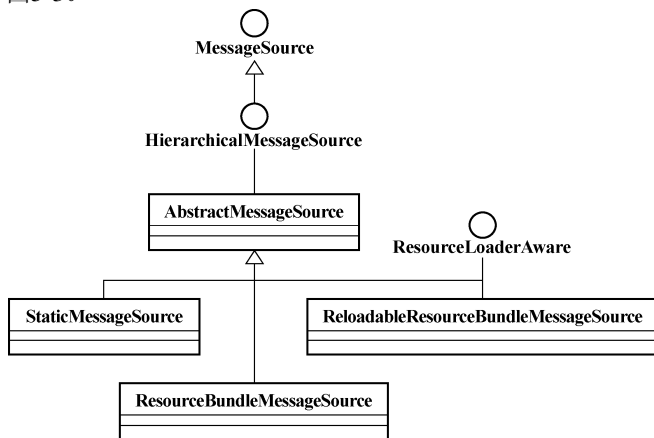 MessageSource
HierarchicalMessageSource
AbstractMessageSource
ResourceLoaderAware
StaticMessageSource
ReloadableResourceBundleMessageSource
ResourceBundleMessageSource